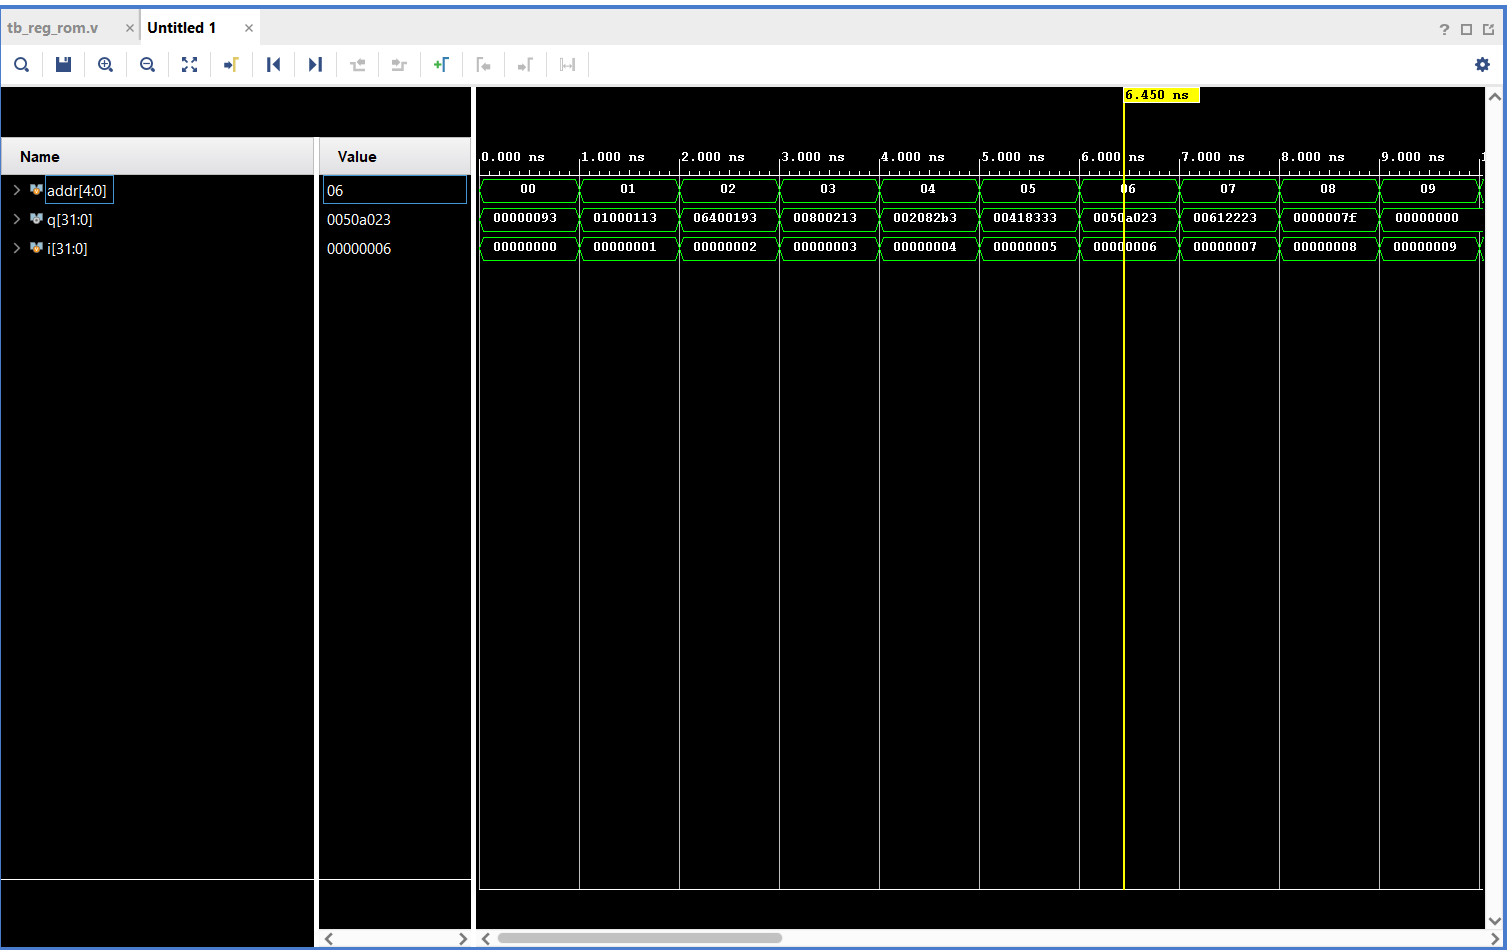 tb_reg_rom.v × Untitled 1 × ?
6.450 ns
Name Value
0.000 ns 1.000 ns 2.000 ns 3.000 ns 4.000 ns 5.000 ns 6.000 ns 7.000 ns 8.000 ns 9.000 ns 1
addr[4:0] 06 00 01 02 03 04 05 06 07 08 09
q[31:0] 0050a023 00000093 01000113 06400193 00800213 002082b3 00418333 0050a023 00612223 0000007f 00000000
i[31:0] 00000006 00000000 00000001 00000002 00000003 00000004 00000005 00000006 00000007 00000008 00000009